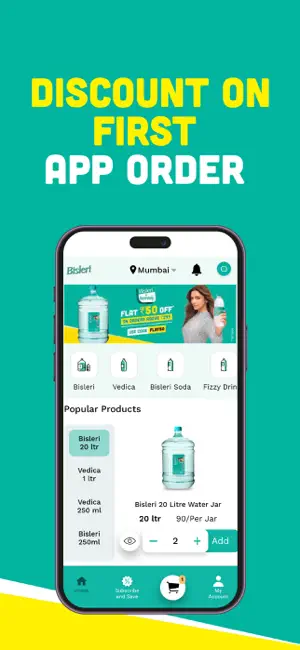 DISCOUNT ON
FIRST
APP ORDER
Bisleri
Mumbai
FLAT ₹50 OFF*
Bisleri
Vedica
Bisleri Soda
Fizzy Drin
Popular Products
Bisleri
20 ltr
Vedica
1 ltr
Vedica
250 ml
Bisleri
250ml
Bisleri 20 Litre Water Jar
20 ltr 90/Per Jar
2
Add
Home
Subscribe
and Save
My
Account